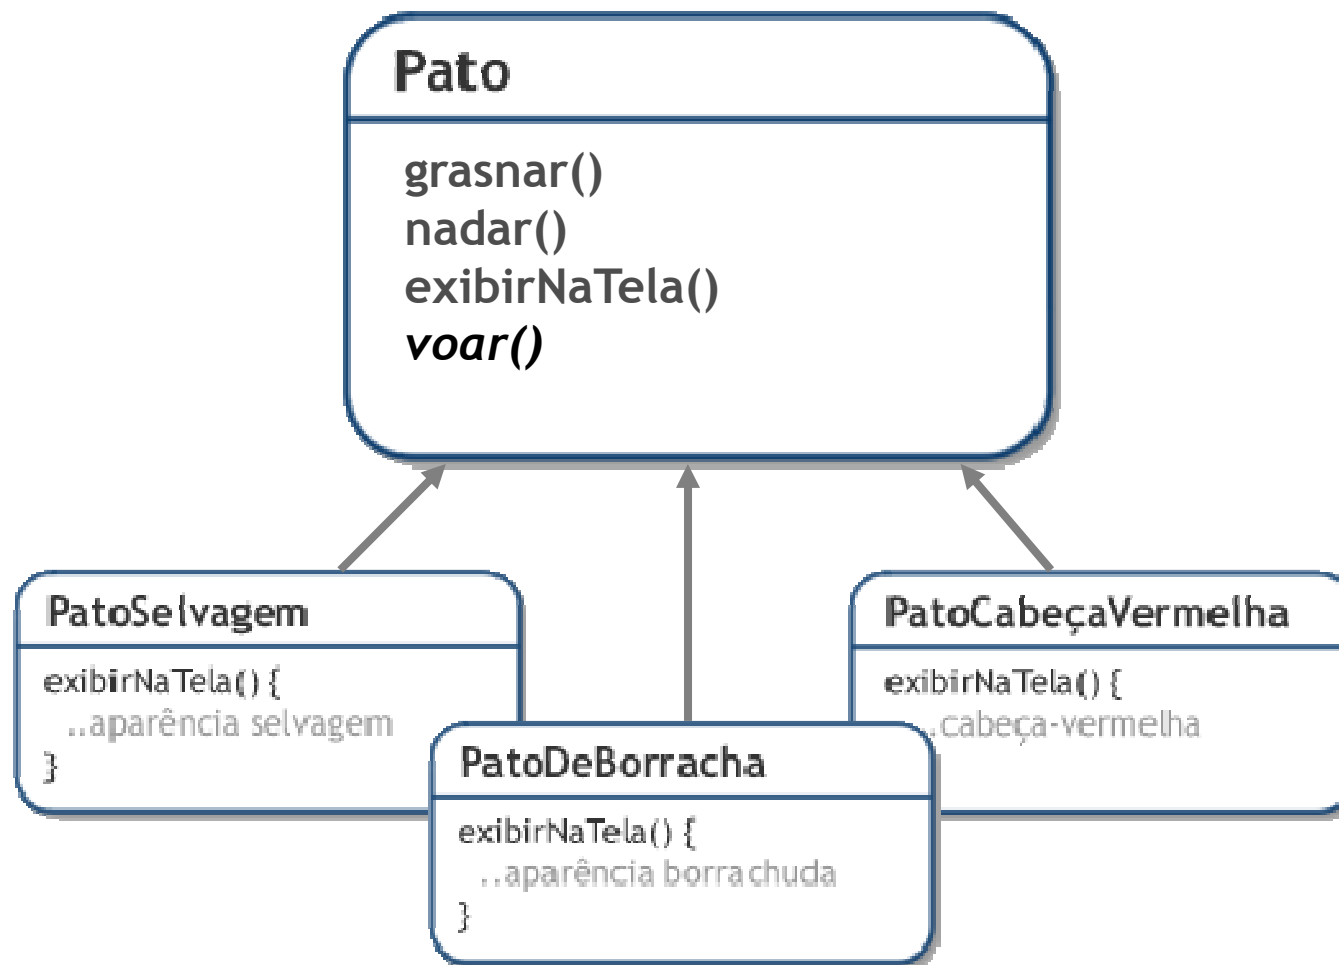 Pato
grasnar()
nadar()
exibirNaTela()
voar()
PatoSelvagem
exibirNaTela() {
..aparência selvagem
}
PatoDeBorracha
exibirNaTela() {
..aparência borrachuda
}
PatoCabeçaVermelha
exibirNaTela() {
..cabeça-vermelha